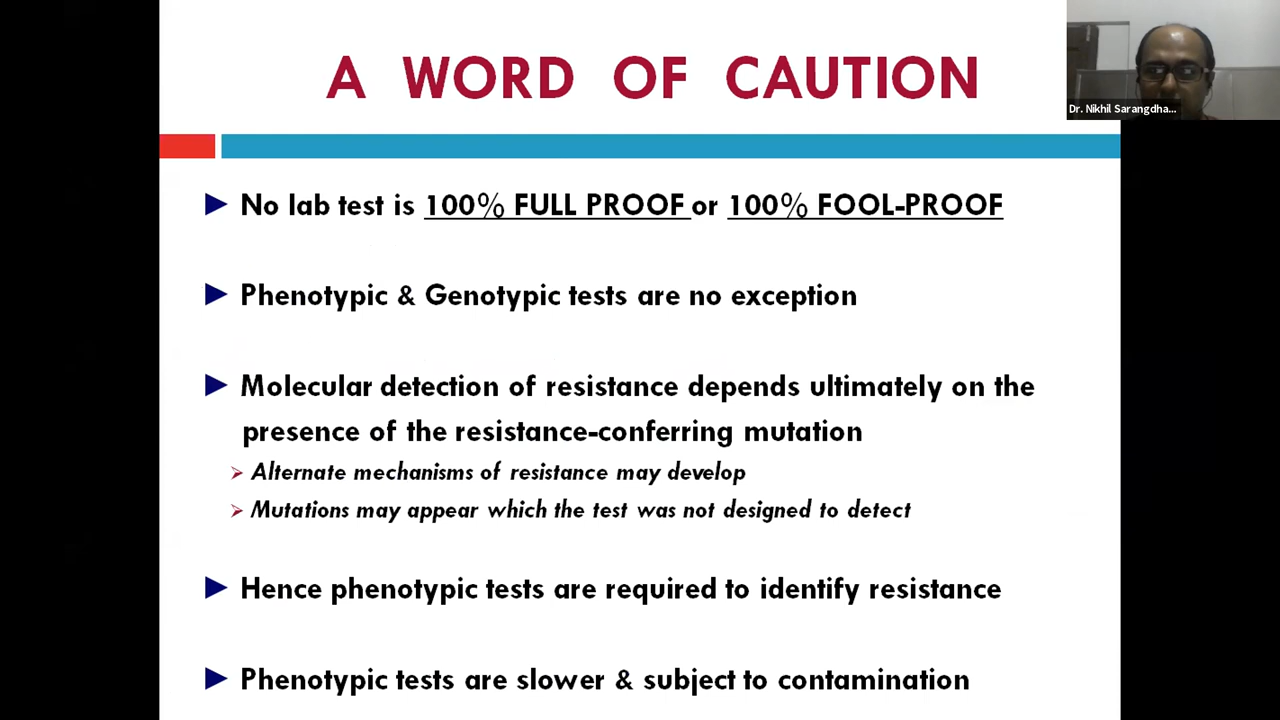 A WORD OF CAUTION
Dr. Nikhil Sarangdha...
► No lab test is 100% FULL PROOF or 100% FOOL-PROOF
► Phenotypic & Genotypic tests are no exception
► Molecular detection of resistance depends ultimately on the
presence of the resistance-conferring mutation
➢ Alternate mechanisms of resistance may develop
➢ Mutations may appear which the test was not designed to detect
► Hence phenotypic tests are required to identify resistance
► Phenotypic tests are slower & subject to contamination